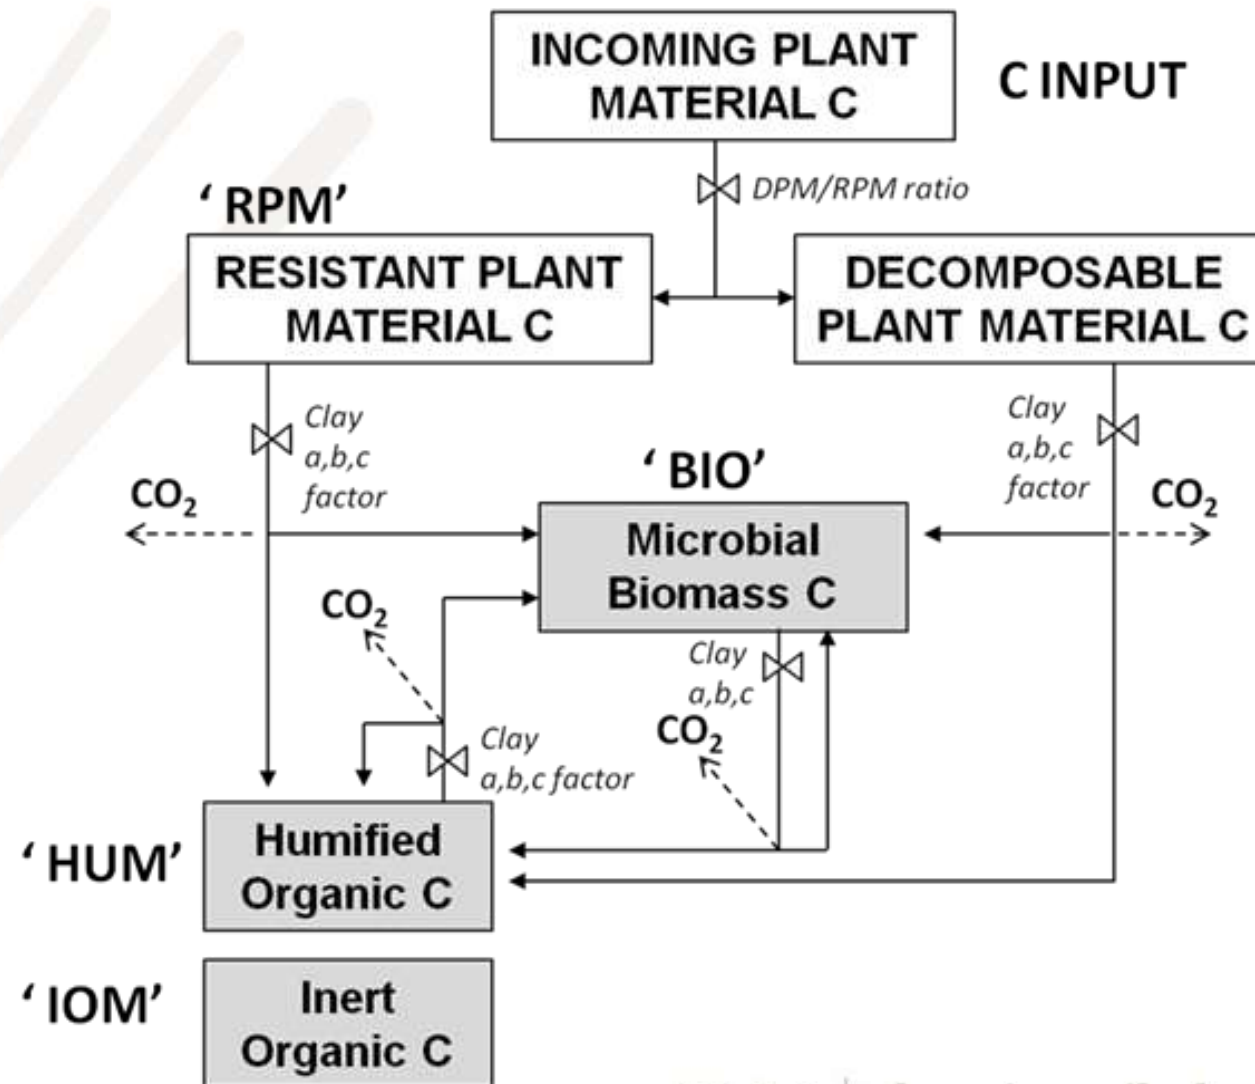 INCOMING PLANT
MATERIAL C
C INPUT
DPM/RPM ratio
‘ RPM’
RESISTANT PLANT
MATERIAL C
DECOMPOSABLE
PLANT MATERIAL C
Clay
a,b,c
factor
CO₂
Clay
a,b,c
factor
CO₂
‘ BIO’
Microbial
Biomass C
CO₂
Clay
a,b,c
CO₂
Clay
a,b,c factor
‘ HUM’
Humified
Organic C
‘ IOM’
Inert
Organic C